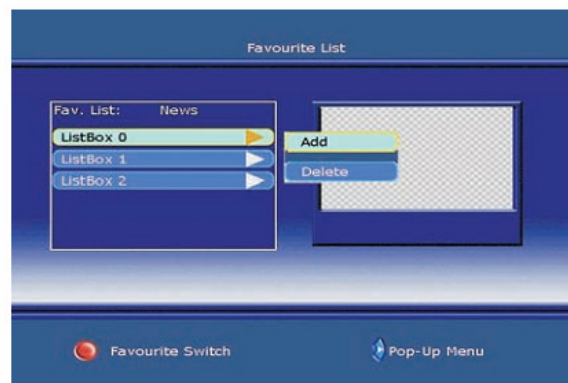 Favourite List
Fav. List: News
ListBox 0
ListBox 1
ListBox 2
Add
Delete
Favourite Switch
Pop-Up Menu